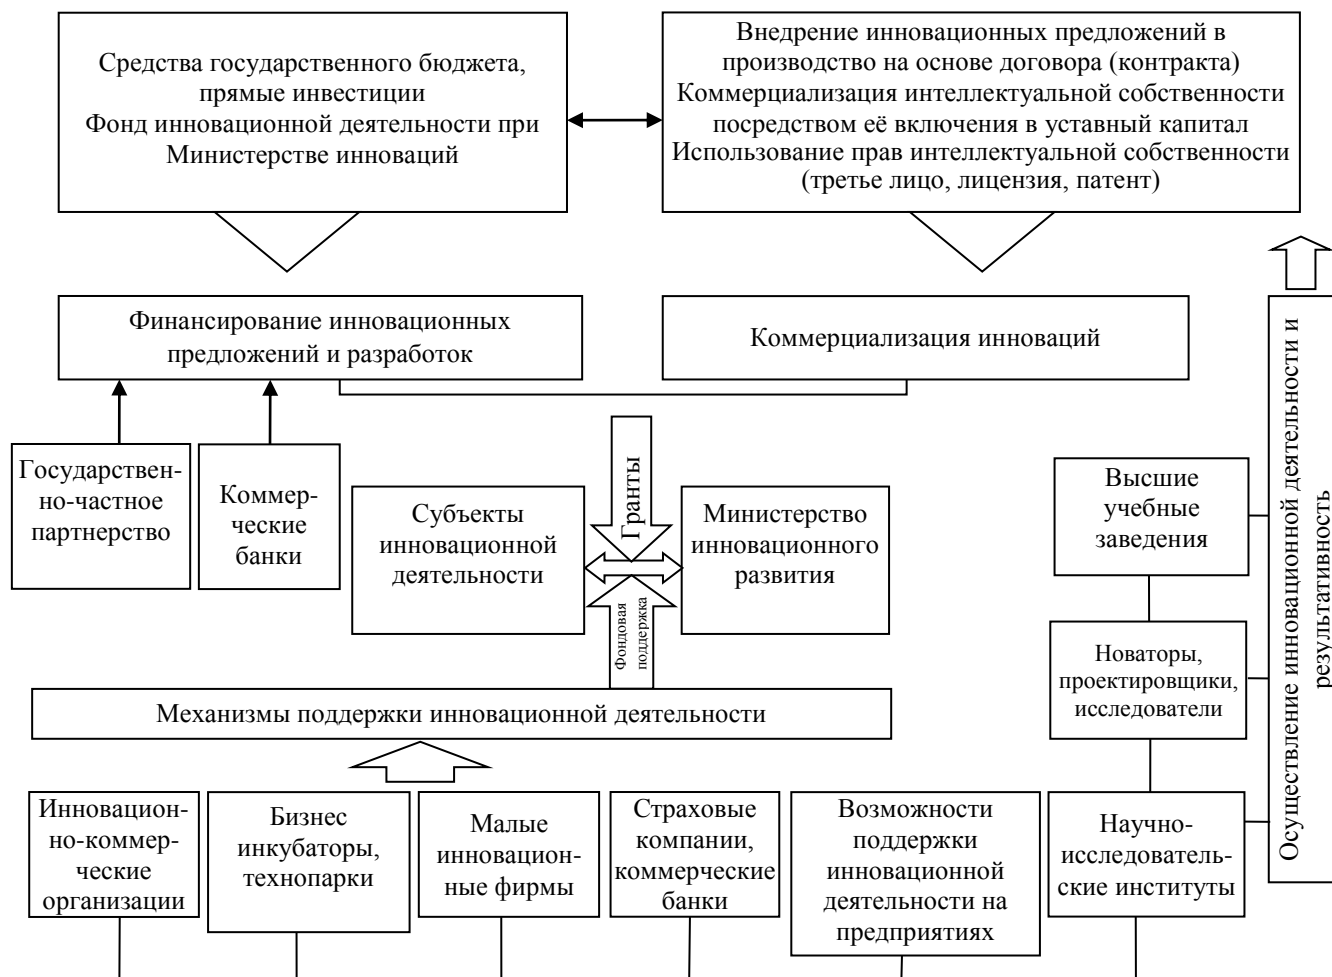 Средства государственного бюджета,
прямые инвестиции
Фонд инновационной деятельности при
Министерстве инноваций
Внедрение инновационных предложений в
производство на основе договора (контракта)
Коммерциализация интеллектуальной собственности
посредством её включения в уставный капитал
Использование прав интеллектуальной собственности
(третье лицо, лицензия, патент)
Финансирование инновационных
предложений и разработок
Коммерциализация инноваций
Государствен-
но-частное
партнерство
Коммер-
ческие
банки
Субъекты
инновационной
деятельности
Гранты
Фондовая
поддержка
Министерство
инновационного
развития
Высшие
учебные
заведения
Новаторы,
проектировщики,
исследователи
Осуществление инновационной деятельности и
результативность
Механизмы поддержки инновационной деятельности
Инновацион-
но-коммер-
ческие
организации
Бизнес
инкубаторы,
технопарки
Малые
инновацион-
ные фирмы
Страховые
компании,
коммерческие
банки
Возможности
поддержки
инновационной
деятельности на
предприятиях
Научно-
исследователь-
ские институты